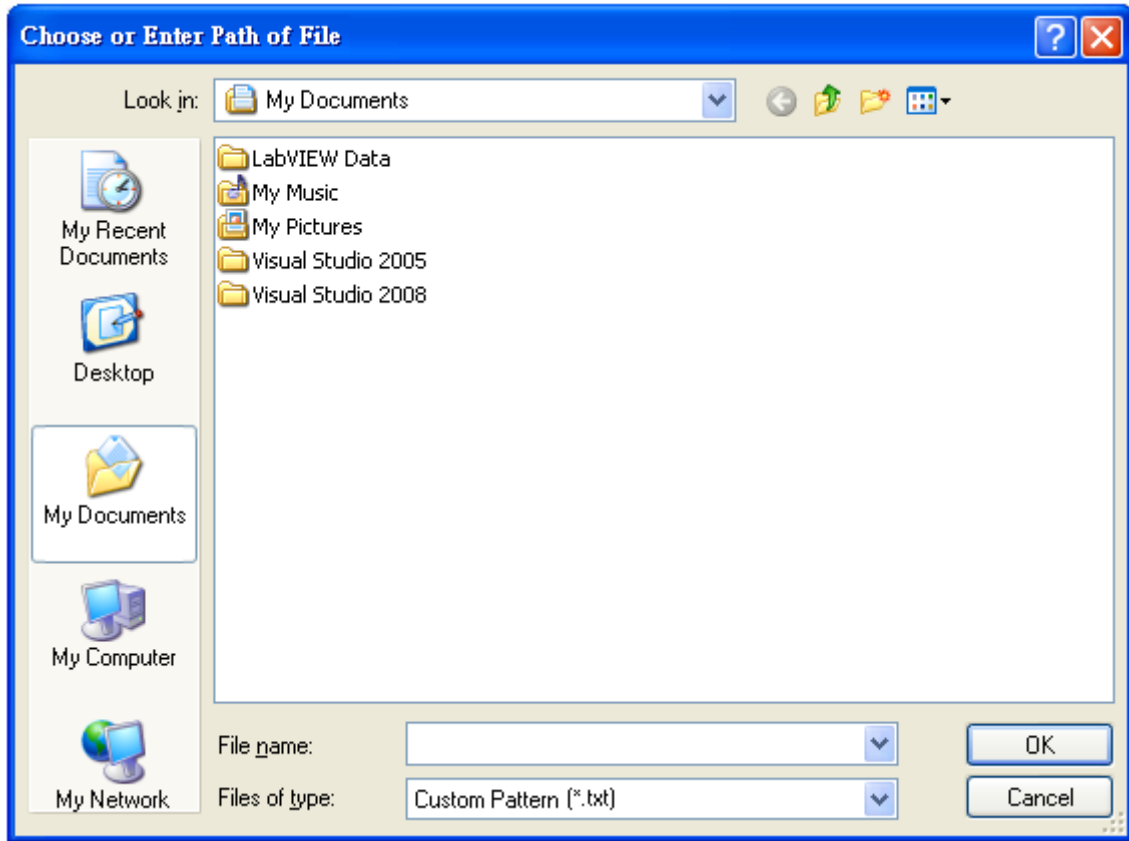 Choose or Enter Path of File
Look in: My Documents
My Recent
Documents
Desktop
My Documents
My Computer
My Network
LabVIEW Data
My Music
My Pictures
Visual Studio 2005
Visual Studio 2008
File name:
OK
Files of type: Custom Pattern (*.txt)
Cancel